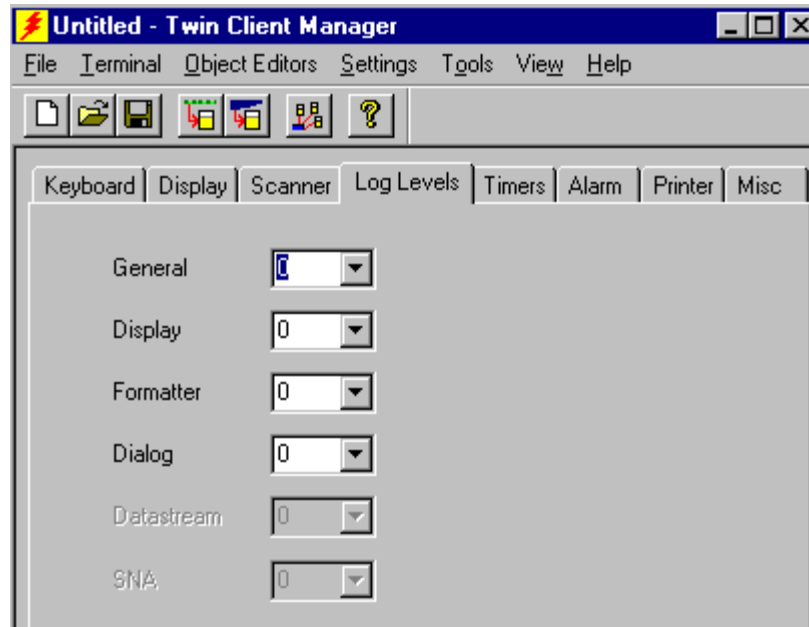 Untitled - Twin Client Manager
File Terminal Object Editors Settings Tools View Help
Keyboard Display Scanner Log Levels Timers Alarm Printer Misc
General 0
Display 0
Formatter 0
Dialog 0
Datastream 0
SNA 0